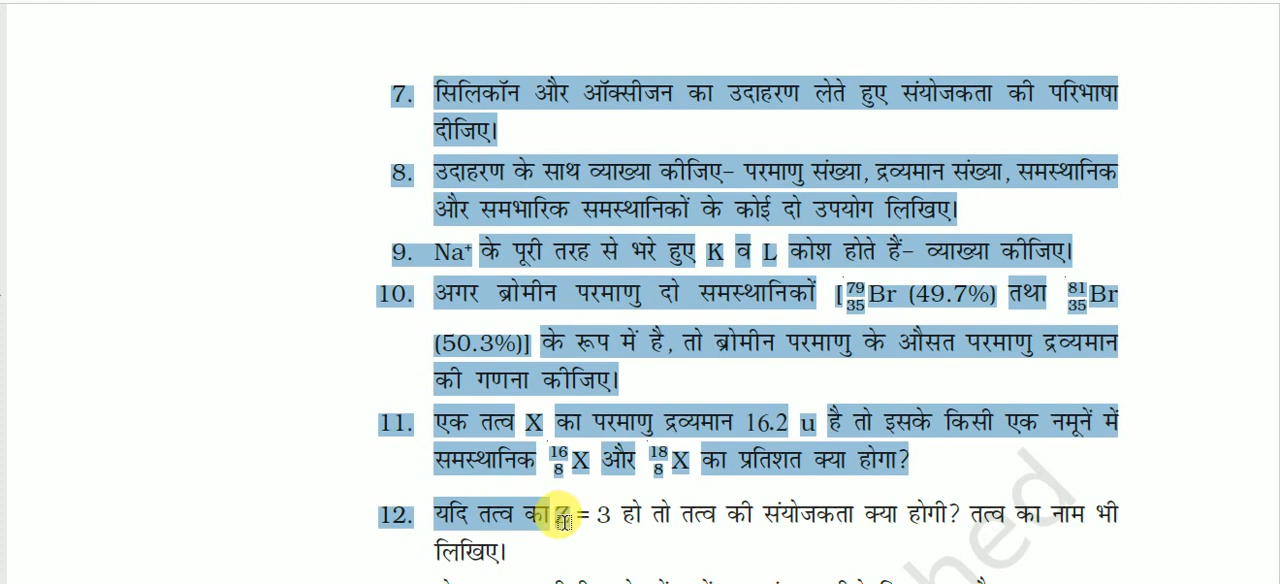 7. सिलिकॉन और ऑक्सीजन का उदाहरण लेते हुए संयोजकता की परिभाषा
दीजिए।
8. उदाहरण के साथ व्याख्या कीजिए– परमाणु संख्या, द्रव्यमान संख्या, समस्थानिक
और समभारिक समस्थानिकों के कोई दो उपयोग लिखिए।
9. Na⁺ के पूरी तरह से भरे हुए K व L कोश होते हैं– व्याख्या कीजिए।
10. अगर ब्रोमीन परमाणु दो समस्थानिकों [⁷⁹₃₅Br (49.7%) तथा ⁸¹₃₅Br
(50.3%)] के रूप में है, तो ब्रोमीन परमाणु के औसत परमाणु द्रव्यमान
की गणना कीजिए।
11. एक तत्व X का परमाणु द्रव्यमान 16.2 u है तो इसके किसी एक नमूनें में
समस्थानिक ¹⁶₈X और ¹⁸₈X का प्रतिशत क्या होगा?
12. यदि तत्व का Z = 3 हो तो तत्व की संयोजकता क्या होगी? तत्व का नाम भी
लिखिए।
hed